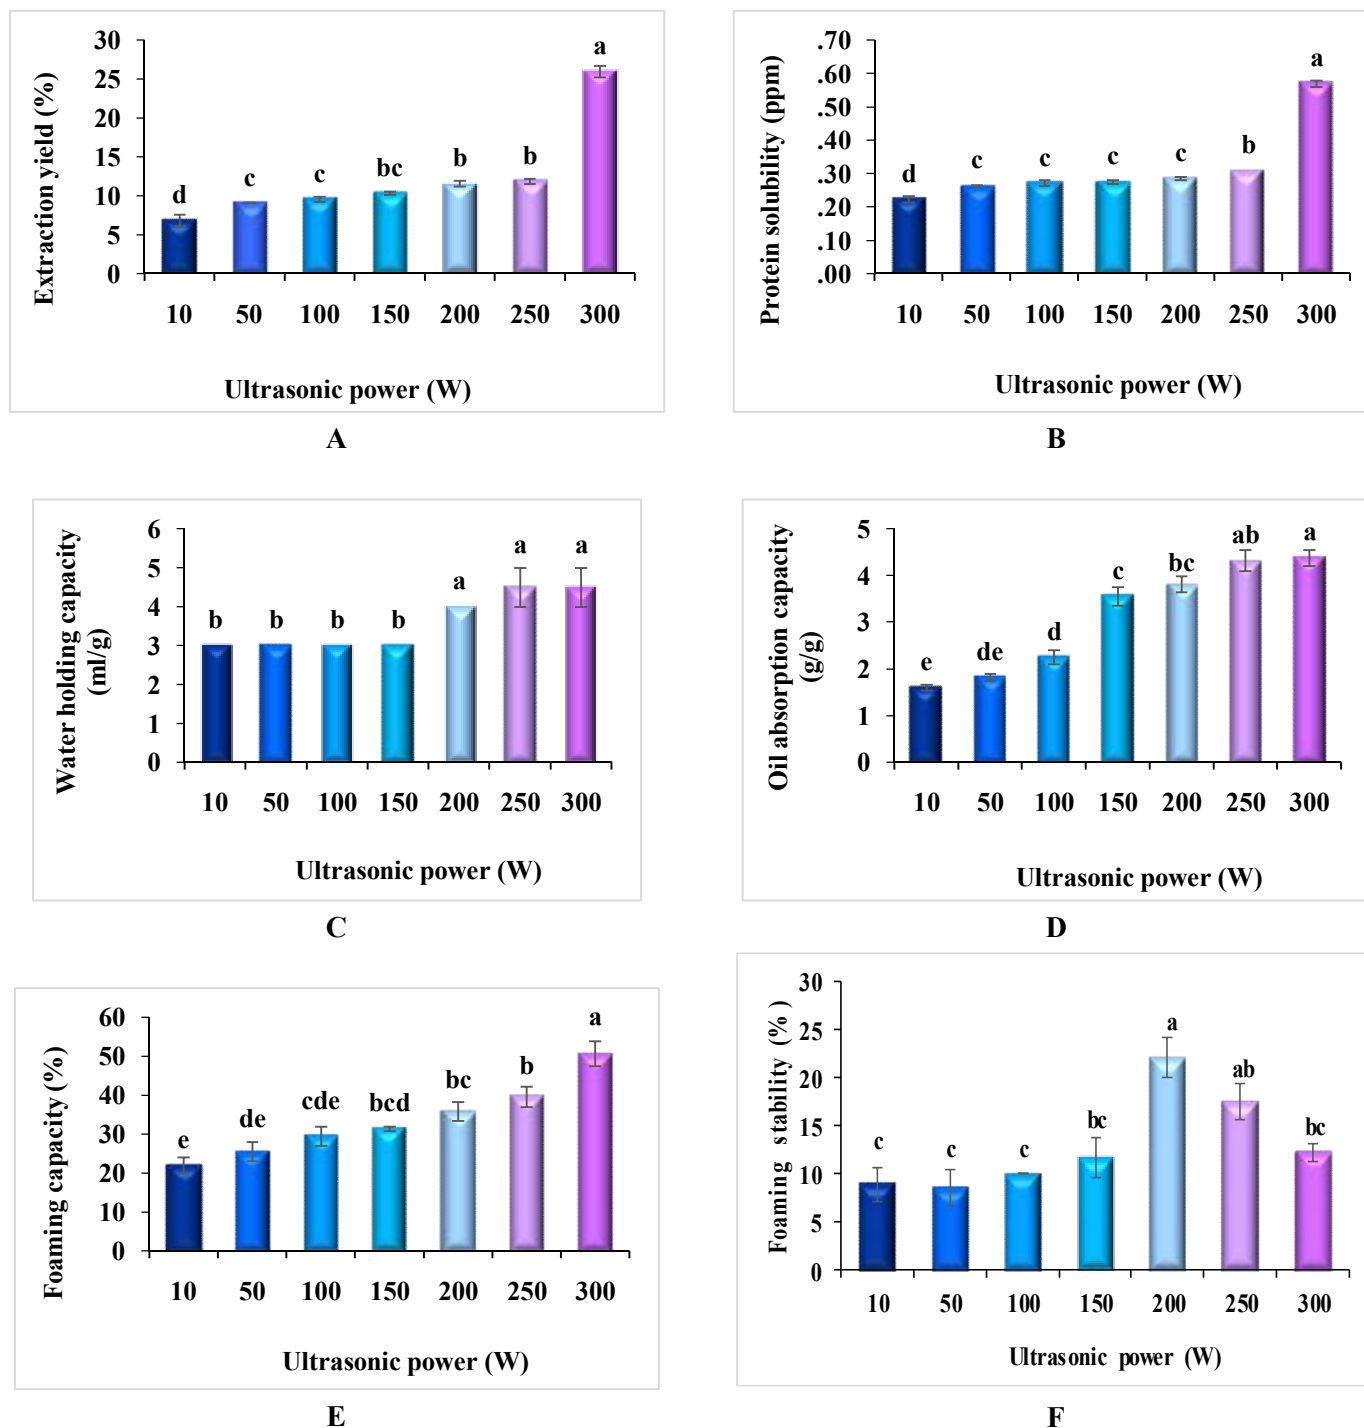 30
25
20
15
10
5
0
Extraction yield (%)
d
c
c
bc
b
b
a
10 50 100 150 200 250 300
Ultrasonic power (W)
A
.70
.60
.50
.40
.30
.20
.10
.00
Protein solubility (ppm)
d
c
c
c
c
b
a
10 50 100 150 200 250 300
Ultrasonic power (W)
B
6
5
4
3
2
1
0
Water holding capacity
(ml/g)
b
b
b
b
a
a
a
10 50 100 150 200 250 300
Ultrasonic power (W)
C
5
4
3
2
1
0
Oil absorption capacity
(g/g)
e
de
d
c
bc
ab
a
10 50 100 150 200 250 300
Ultrasonic power (W)
D
60
50
40
30
20
10
0
Foaming capacity (%)
e
de
cde
bcd
bc
b
a
10 50 100 150 200 250 300
Ultrasonic power (W)
E
30
25
20
15
10
5
0
Foaming stability (% )
c
c
c
bc
a
ab
bc
10 50 100 150 200 250 300
Ultrasonic power (W)
F